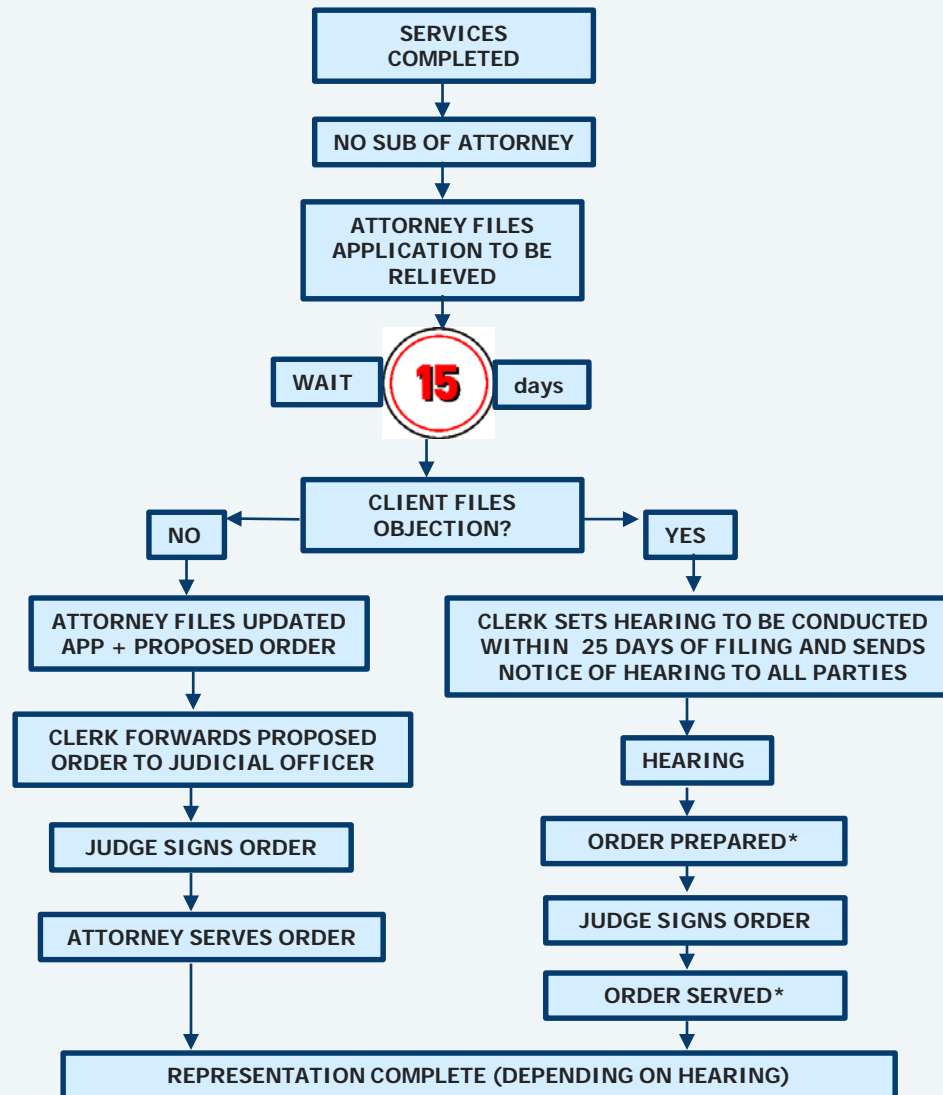 SERVICES
COMPLETED
NO SUB OF ATTORNEY
ATTORNEY FILES
APPLICATION TO BE
RELIEVED
WAIT
15
days
CLIENT FILES
OBJECTION?
NO
YES
ATTORNEY FILES UPDATED
APP + PROPOSED ORDER
CLERK FORWARDS PROPOSED
ORDER TO JUDICIAL OFFICER
JUDGE SIGNS ORDER
ATTORNEY SERVES ORDER
CLERK SETS HEARING TO BE CONDUCTED
WITHIN 25 DAYS OF FILING AND SENDS
NOTICE OF HEARING TO ALL PARTIES
HEARING
ORDER PREPARED*
JUDGE SIGNS ORDER
ORDER SERVED*
REPRESENTATION COMPLETE (DEPENDING ON HEARING)